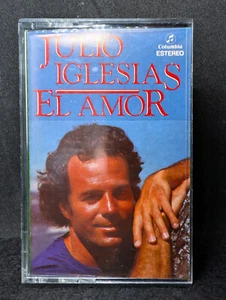 JULIO
IGLESIAS
EL AMOR
Columbia
ESTEREO